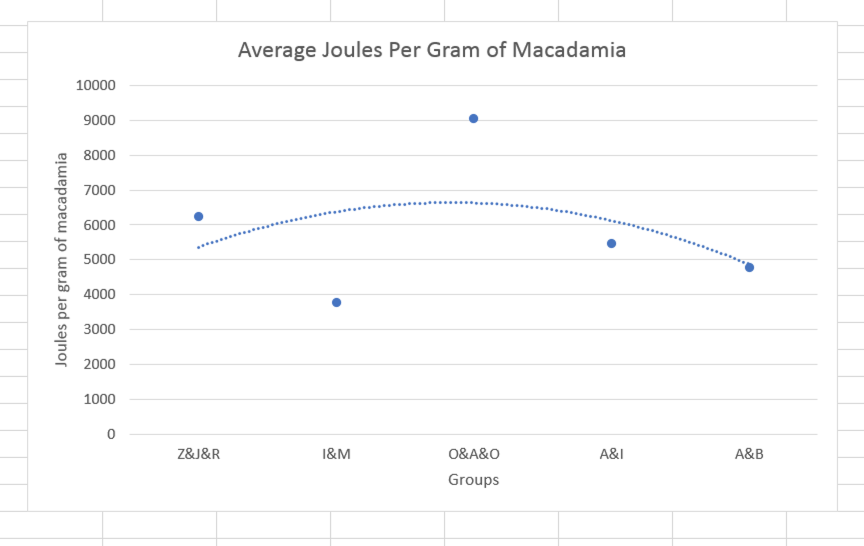 Average Joules Per Gram of Macadamia
Joules per gram of macadamia
10000
9000
8000
7000
6000
5000
4000
3000
2000
1000
0
Z&J&R I&M O&A&O A&I A&B
Groups